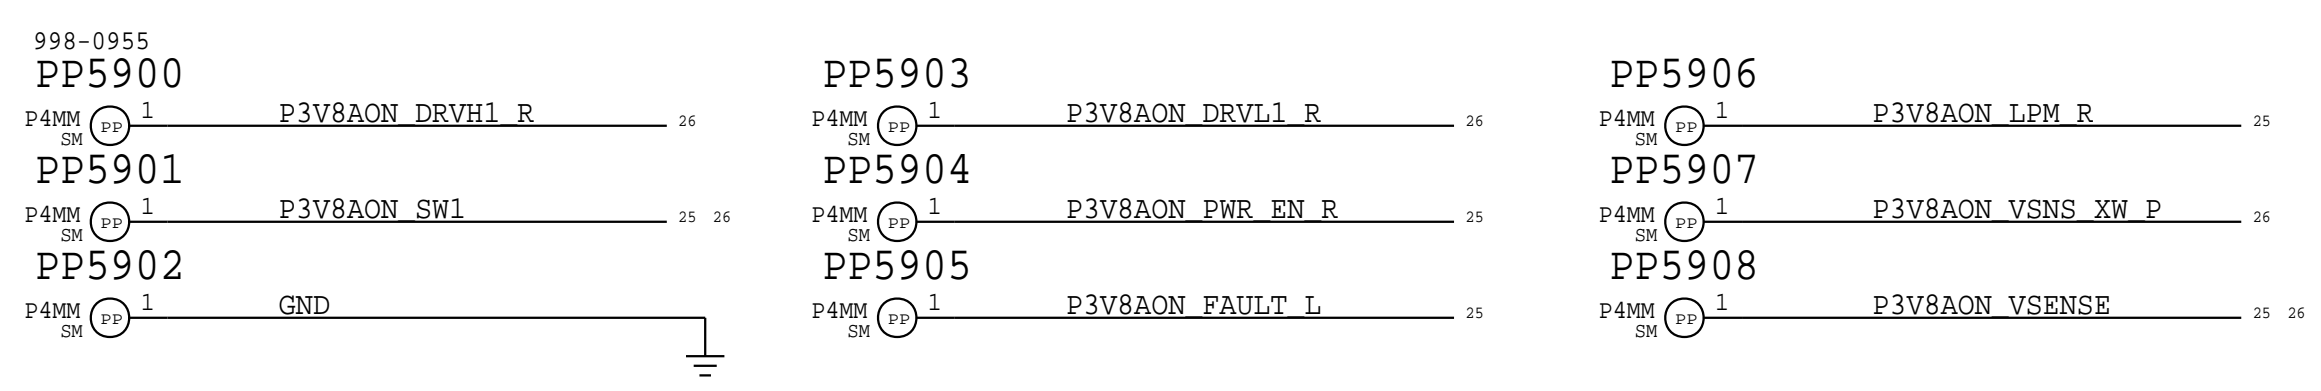 998-0955
PP5900
P4MM
SM
PP
1
P3V8AON_DRVH1_R
26
PP5901
P4MM
SM
PP
1
P3V8AON_SW1
25 26
PP5902
P4MM
SM
PP
1
GND
PP5903
P4MM
SM
PP
1
P3V8AON_DRVL1_R
26
PP5904
P4MM
SM
PP
1
P3V8AON_PWR_EN_R
25
PP5905
P4MM
SM
PP
1
P3V8AON_FAULT_L
25
PP5906
P4MM
SM
PP
1
P3V8AON_LPM_R
25
PP5907
P4MM
SM
PP
1
P3V8AON_VSNS_XW_P
26
PP5908
P4MM
SM
PP
1
P3V8AON_VSENSE
25 26